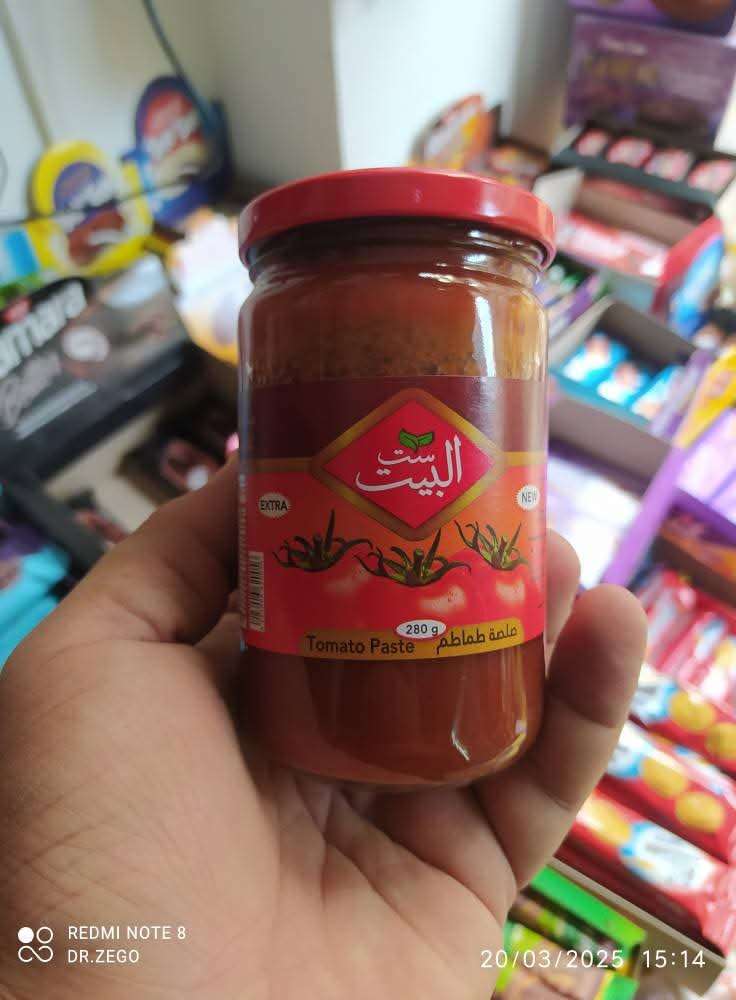 amara
ست
البيت
EXTRA
NEW
280 g
Tomato Paste صلصة طماطم
REDMI NOTE 8
DR.ZEGO
20/03/2025 15:14